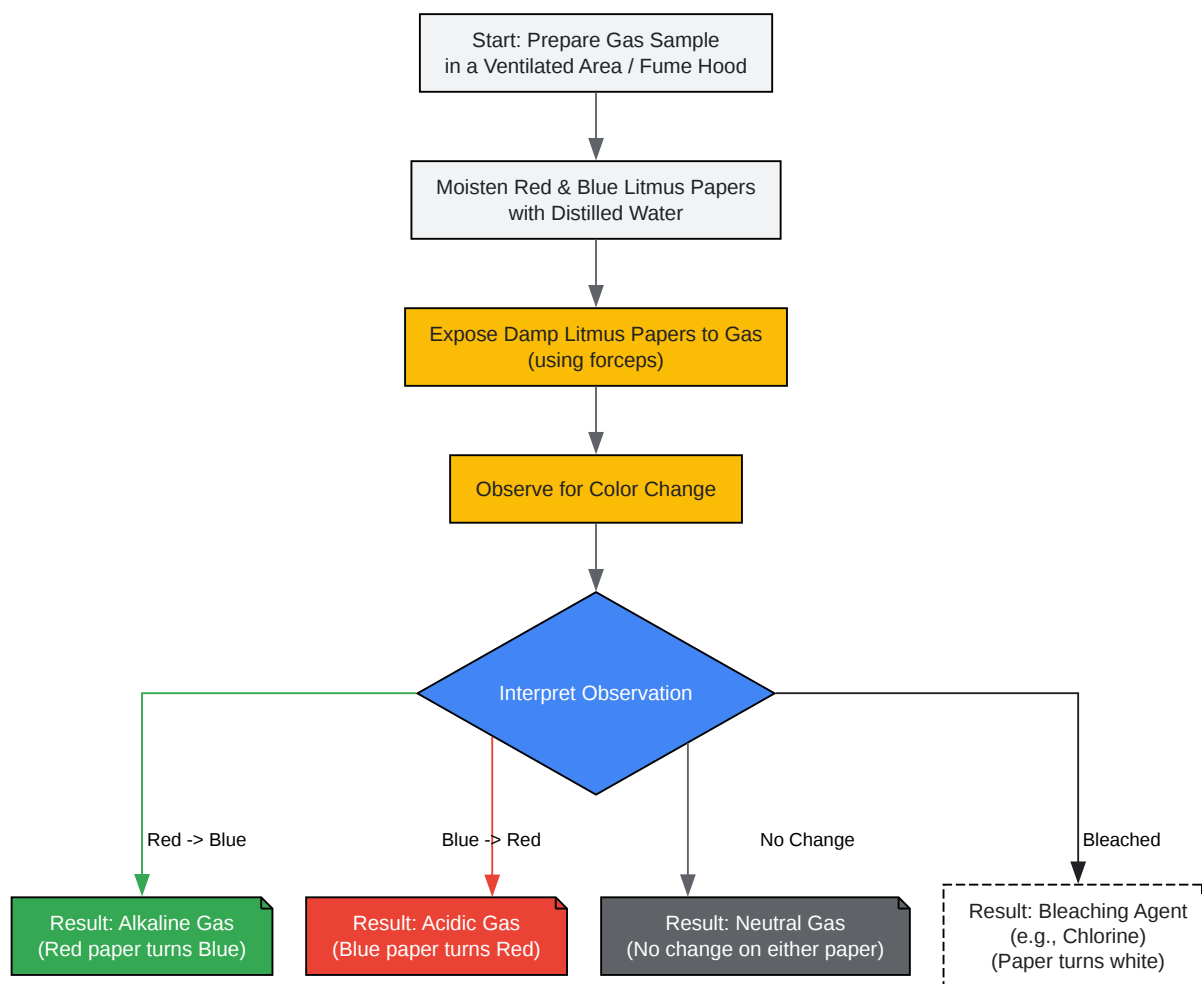 Start: Prepare Gas Sample
in a Ventilated Area / Fume Hood
Moisten Red & Blue Litmus Papers
with Distilled Water
Expose Damp Litmus Papers to Gas
(using forceps)
Observe for Color Change
Interpret Observation
Red -> Blue
Blue -> Red
No Change
Bleached
Result: Alkaline Gas
(Red paper turns Blue)
Result: Acidic Gas
(Blue paper turns Red)
Result: Neutral Gas
(No change on either paper)
Result: Bleaching Agent
(e.g., Chlorine)
(Paper turns white)